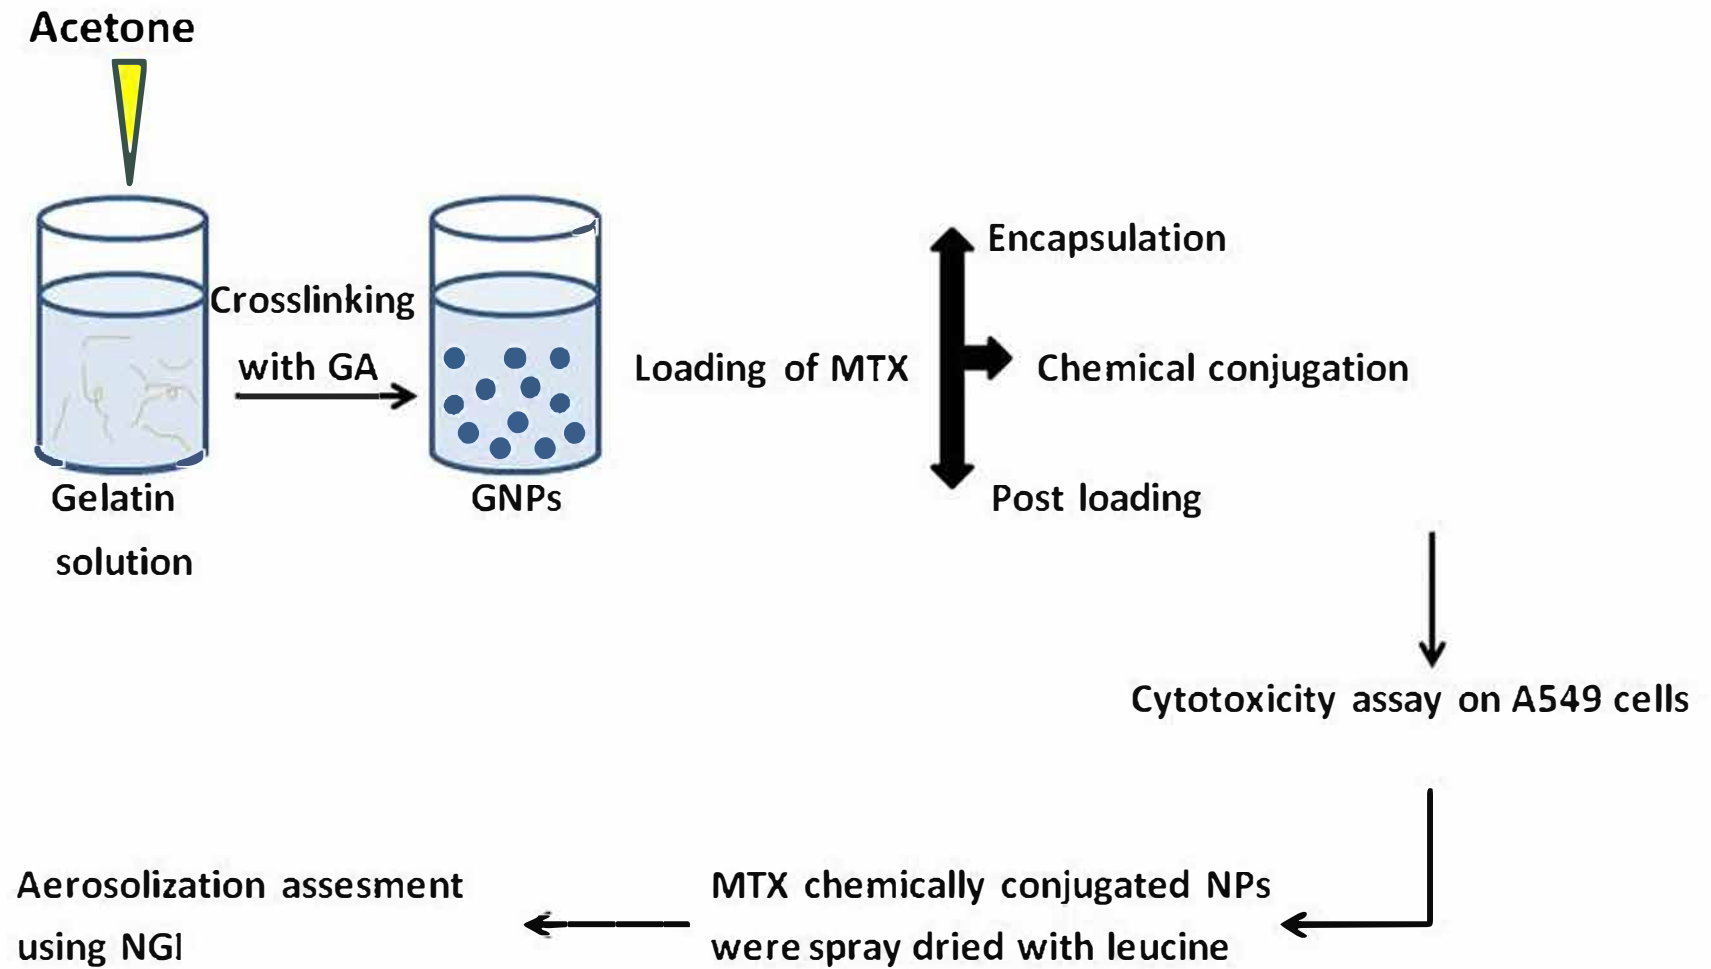 Acetone
Crosslinking
with GA
Gelatin
solution
GNPs
Loading of MTX
Encapsulation
Chemical conjugation
Post loading
Cytotoxicity assay on A549 cells
MTX chemically conjugated NPs
were spray dried with leucine
Aerosolization assesment
using NGI